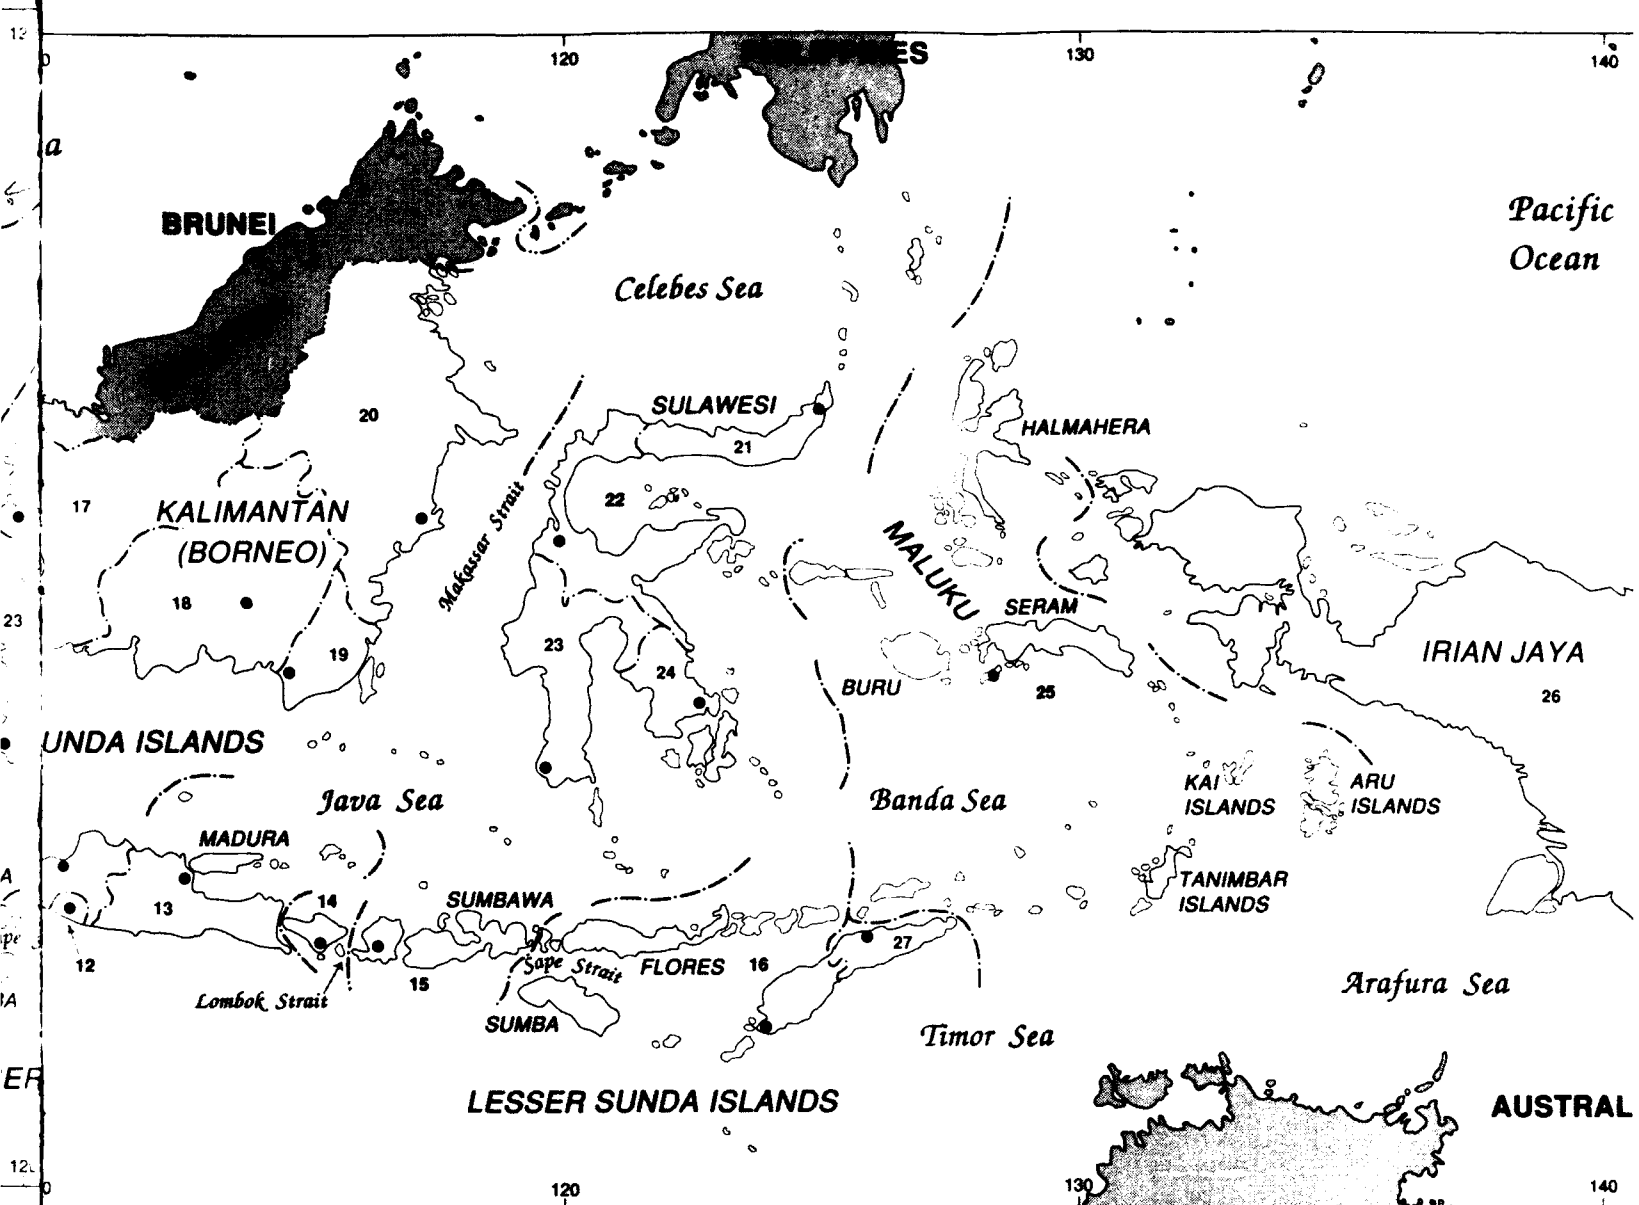 120
130
140
PHILIPPINES
a
BRUNEI
Pacific
Ocean
Celebes Sea
20
SULAWESI
21
HALMAHERA
17
KALIMANTAN
(BORNEO)
22
Makassar Strait
MALUKU
18
19
23
23
24
SERAM
BURU
25
IRIAN JAYA
26
UNDA ISLANDS
Java Sea
Banda Sea
KAI
ISLANDS
ARU
ISLANDS
MADURA
A
13
14
SUMBAWA
TANIMBAR
ISLANDS
12
15
Lombok Strait
Sape Strait
FLORES
16
27
SUMBA
Timor Sea
Arafura Sea
ER
LESSER SUNDA ISLANDS
AUSTRAL
120
130
140